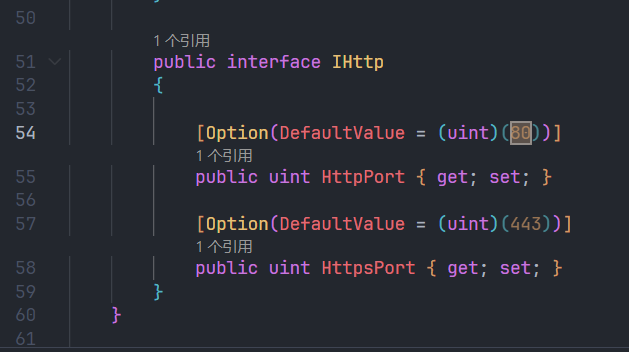 50
1 个引用
51 public interface IHttp
52 {
53
54 [Option(DefaultValue = (uint)(80))]
1 个引用
55 public uint HttpPort { get; set; }
56
57 [Option(DefaultValue = (uint)(443))]
1 个引用
58 public uint HttpsPort { get; set; }
59 }
60 }
61